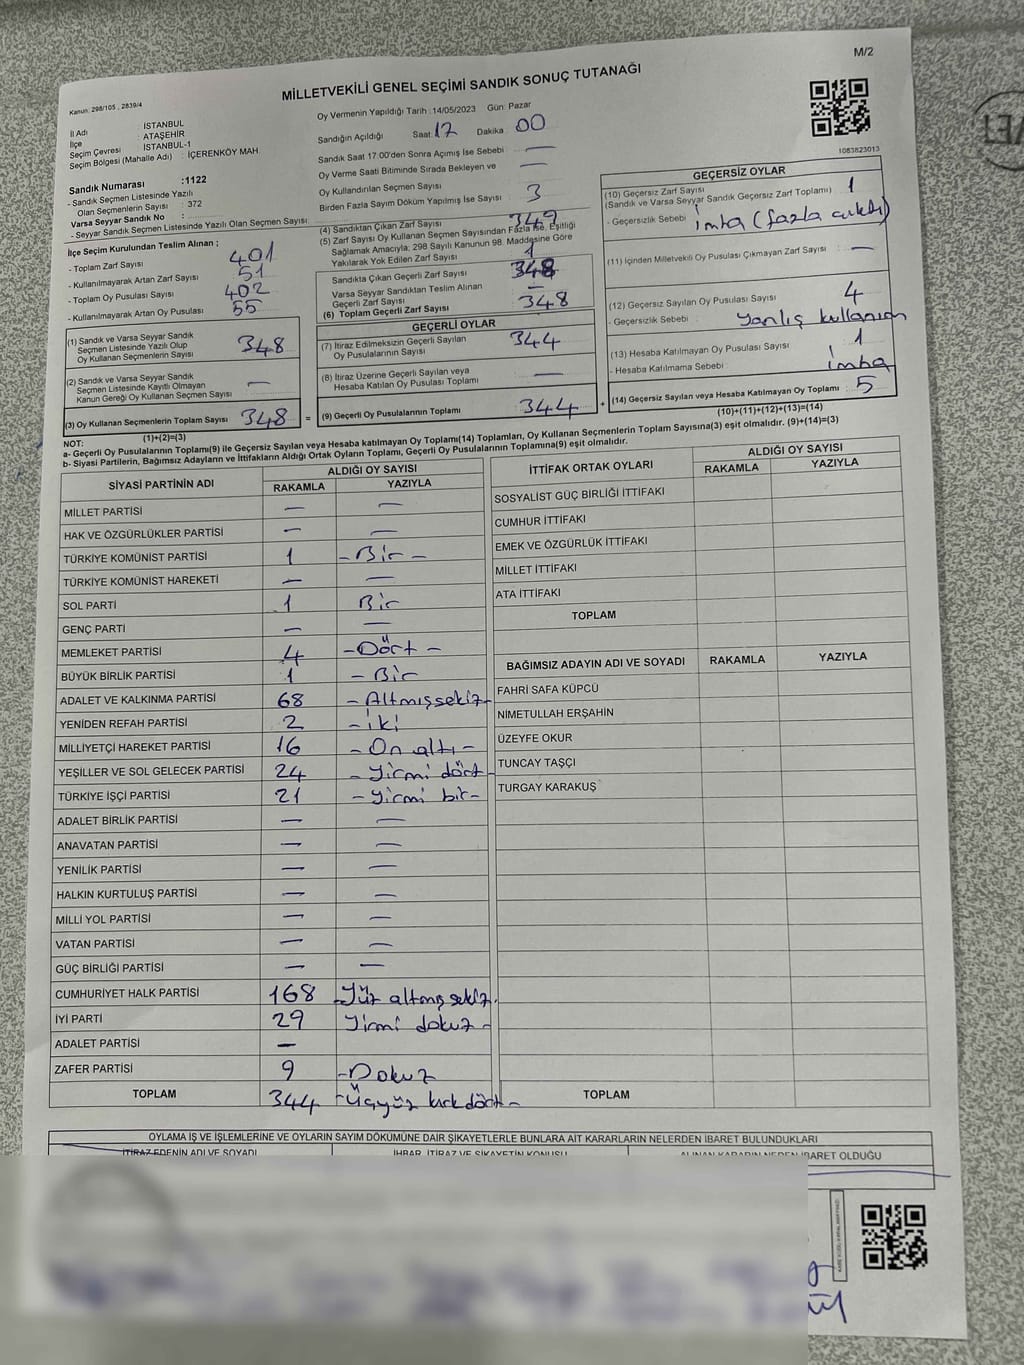 M/2
MİLLETVEKİLİ GENEL SEÇİMİ SANDIK SONUÇ TUTANAĞI
Kanun: 298/105 , 2839/4
İl Adı : İSTANBUL
İlçe : ATAŞEHİR
Seçim Çevresi : İSTANBUL-1
Seçim Bölgesi (Mahalle Adı) : İÇERENKÖY MAH.
Sandık Numarası :1122
- Sandık Seçmen Listesinde Yazılı
Olan Seçmenlerin Sayısı : 372
Varsa Seyyar Sandık No :
- Seyyar Sandık Seçmen Listesinde Yazılı Olan Seçmen Sayısı :
Oy Vermenin Yapıldığı Tarih :14/05/2023 Gün: Pazar
Sandığın Açıldığı Saat: 17 Dakika : 00
Sandık Saat 17:00'den Sonra Açımış İse Sebebi : —
Oy Verme Saati Bitiminde Sırada Bekleyen ve
Oy Kullandırılan Seçmen Sayısı —
Birden Fazla Sayım Döküm Yapılmış İse Sayısı : 3
1083823013
İlçe Seçim Kurulundan Teslim Alınan ;
- Toplam Zarf Sayısı : 401
- Kullanılmayarak Artan Zarf Sayısı : 51
- Toplam Oy Pusulası Sayısı : 402
- Kullanılmayarak Artan Oy Pusulası : 55
(1) Sandık ve Varsa Seyyar Sandık
Seçmen Listesinde Yazılı Olup
Oy Kullanan Seçmenlerin Sayısı : 348
(2) Sandık ve Varsa Seyyar Sandık
Seçmen Listesinde Kayıtlı Olmayan
Kanun Gereği Oy Kullanan Seçmen Sayısı : —
(3) Oy Kullanan Seçmenlerin Toplam Sayısı : 348 =
(1)+(2)=(3)
(4) Sandıktan Çıkan Zarf Sayısı : 349
(5) Zarf Sayısı Oy Kullanan Seçmen Sayısından Fazla İse, Eşitliği
Sağlamak Amacıyla; 298 Sayılı Kanunun 98. Maddesine Göre
Yakılarak Yok Edilen Zarf Sayısı : 1
Sandıkta Çıkan Geçerli Zarf Sayısı : 348
Varsa Seyyar Sandıktan Teslim Alınan
Geçerli Zarf Sayısı : —
(6) Toplam Geçerli Zarf Sayısı : 348
GEÇERLİ OYLAR
(7) İtiraz Edilmeksizin Geçerli Sayılan
Oy Pusulalarının Sayısı : 344
(8) İtiraz Üzerine Geçerli Sayılan veya
Hesaba Katılan Oy Pusulası Toplamı : —
(9) Geçerli Oy Pusulalarının Toplamı : 344 +
GEÇERSİZ OYLAR
(10) Geçersiz Zarf Sayısı : 1
(Sandık ve Varsa Seyyar Sandık Geçersiz Zarf Toplamı)
- Geçersizlik Sebebi : İmha (fazla çıktı)
(11) İçinden Milletvekili Oy Pusulası Çıkmayan Zarf Sayısı : —
(12) Geçersiz Sayılan Oy Pusulası Sayısı : 4
- Geçersizlik Sebebi : Yanlış kullanım
(13) Hesaba Katılmayan Oy Pusulası Sayısı : 1
- Hesaba Katılmama Sebebi : imha
(14) Geçersiz Sayılan veya Hesaba Katılmayan Oy Toplamı : 5
(10)+(11)+(12)+(13)=(14)
NOT:
a- Geçerli Oy Pusulalarının Toplamı(9) ile Geçersiz Sayılan veya Hesaba katılmayan Oy Toplamı(14) Toplamları, Oy Kullanan Seçmenlerin Toplam Sayısına(3) eşit olmalıdır. (9)+(14)=(3)
b- Siyasi Partilerin, Bağımsız Adayların ve İttifakların Aldığı Ortak Oyların Toplamı, Geçerli Oy Pusulalarının Toplamına(9) eşit olmalıdır.
SİYASİ PARTİNİN ADI ALDIĞI OY SAYISI
RAKAMLA YAZIYLA
MİLLET PARTİSİ — —
HAK VE ÖZGÜRLÜKLER PARTİSİ — —
TÜRKİYE KOMÜNİST PARTİSİ 1 - Bir -
TÜRKİYE KOMÜNİST HAREKETİ — —
SOL PARTİ 1 Bir
GENÇ PARTİ — —
MEMLEKET PARTİSİ 4 - Dört -
BÜYÜK BİRLİK PARTİSİ 1 - Bir
ADALET VE KALKINMA PARTİSİ 68 - Altmışsekiz -
YENİDEN REFAH PARTİSİ 2 - iki
MİLLİYETÇİ HAREKET PARTİSİ 16 - On altı -
YEŞİLLER VE SOL GELECEK PARTİSİ 24 - Yirmi dört -
TÜRKİYE İŞÇİ PARTİSİ 21 - Yirmi bir -
ADALET BİRLİK PARTİSİ — —
ANAVATAN PARTİSİ — —
YENİLİK PARTİSİ — —
HALKIN KURTULUŞ PARTİSİ — —
MİLLİ YOL PARTİSİ — —
VATAN PARTİSİ — —
GÜÇ BİRLİĞİ PARTİSİ — —
CUMHURİYET HALK PARTİSİ 168 - Yüz altmış sekiz.
İYİ PARTİ 29 Yirmi dokuz -
ADALET PARTİSİ —
ZAFER PARTİSİ 9 - Dokuz
TOPLAM 344 - Üçyüz kırkdört -
İTTİFAK ORTAK OYLARI ALDIĞI OY SAYISI
RAKAMLA YAZIYLA
SOSYALİST GÜÇ BİRLİĞİ İTTİFAKI
CUMHUR İTTİFAKI
EMEK VE ÖZGÜRLÜK İTTİFAKI
MİLLET İTTİFAKI
ATA İTTİFAKI
TOPLAM
BAĞIMSIZ ADAYIN ADI VE SOYADI RAKAMLA YAZIYLA
FAHRİ SAFA KÜPCÜ
NİMETULLAH ERŞAHİN
ÜZEYFE OKUR
TUNCAY TAŞÇI
TURGAY KARAKUŞ
TOPLAM
OYLAMA İŞ VE İŞLEMLERİNE VE OYLARIN SAYIM DÖKÜMÜNE DAİR ŞİKAYETLERLE BUNLARA AİT KARARLARIN NELERDEN İBARET BULUNDUKLARI
İTİRAZ EDENİN ADI VE SOYADI İHBAR, İTİRAZ VE ŞİKAYETİN KONUSU ALINAN KARARIN NEDEN İBARET OLDUĞU